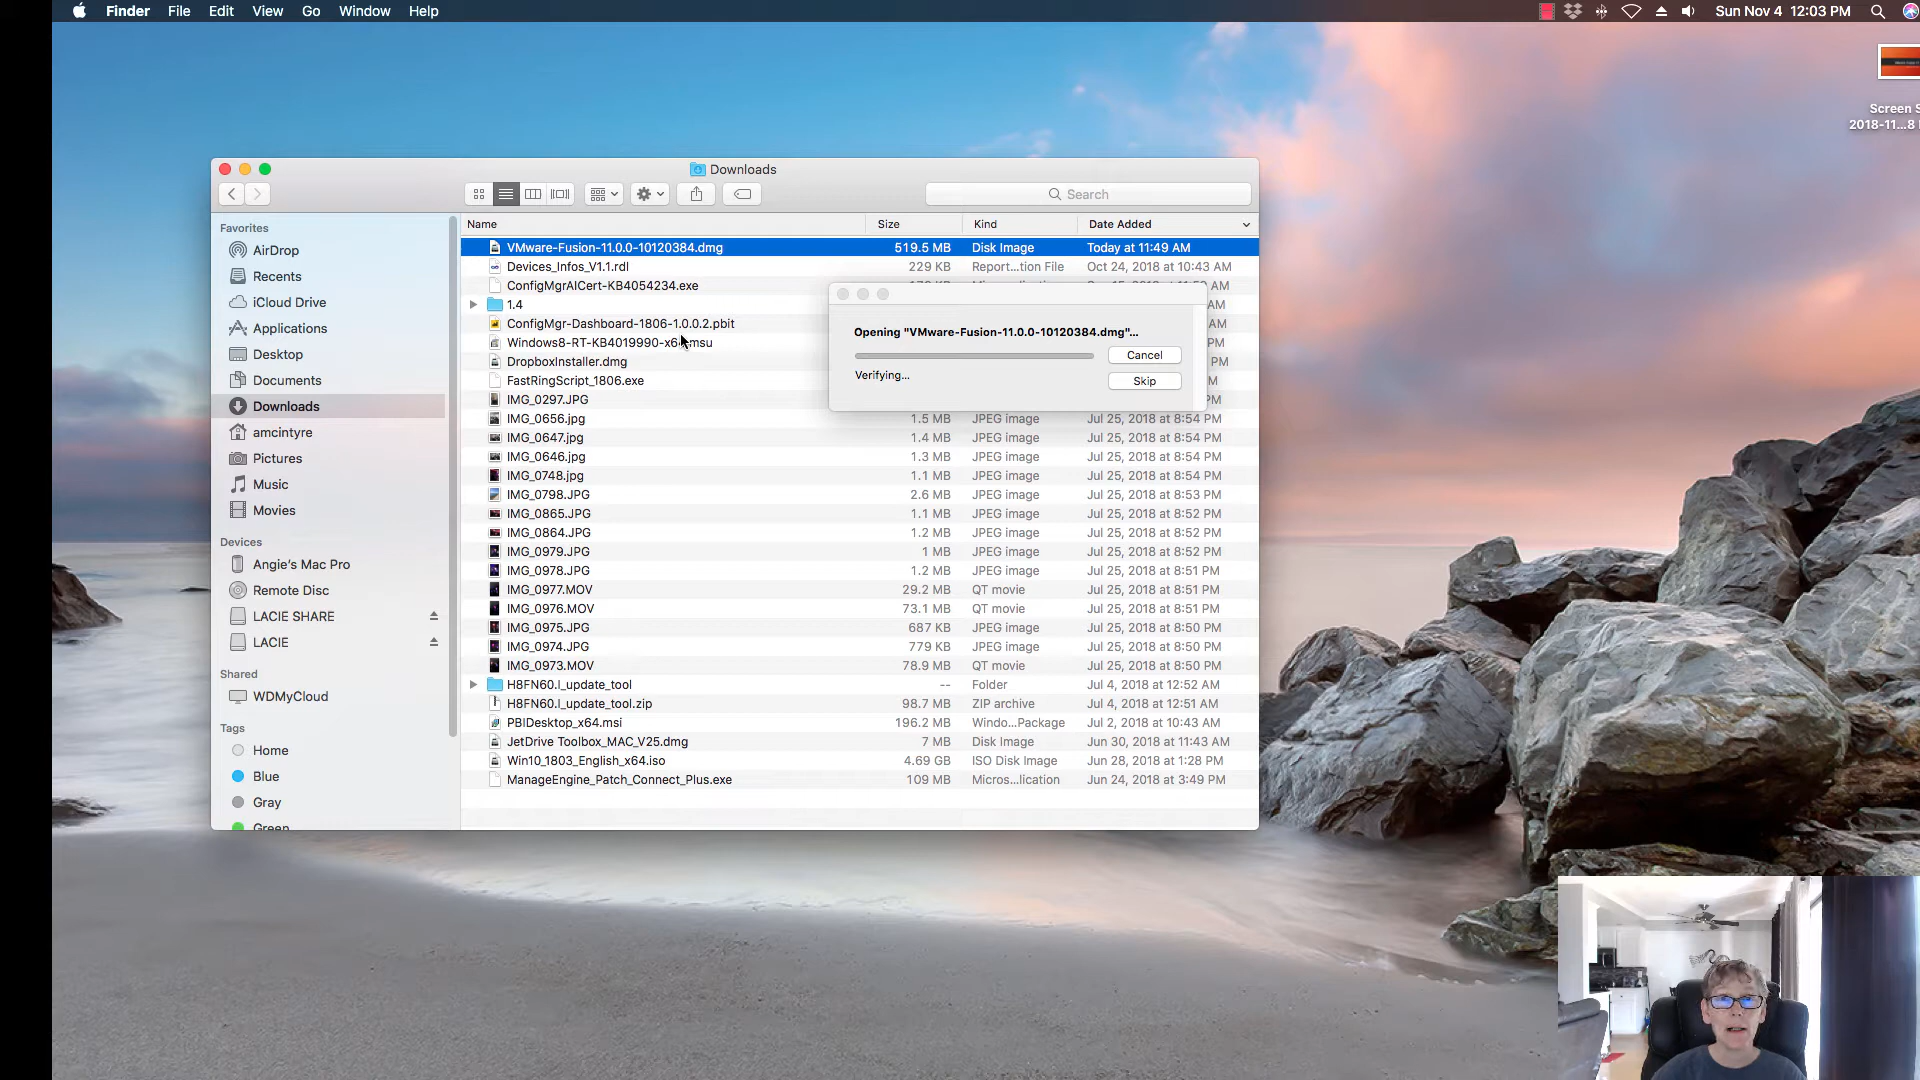 Finder File Edit View Go Window Help Sun Nov 4 12:03 PM
Screen S
2018-11...8
Downloads
Search
Name Size Kind Date Added
Favorites
AirDrop
Recents
iCloud Drive
Applications
Desktop
Documents
Downloads
amcintyre
Pictures
Music
Movies
Devices
Angie's Mac Pro
Remote Disc
LACIE SHARE
LACIE
Shared
WDMyCloud
Tags
Home
Blue
Gray
Green
VMware-Fusion-11.0.0-10120384.dmg 519.5 MB Disk Image Today at 11:49 AM
Devices_Infos_V1.1.rdl 229 KB Report...tion File Oct 24, 2018 at 10:43 AM
ConfigMgrAICert-KB4054234.exe
1.4
ConfigMgr-Dashboard-1806-1.0.0.2.pbit
Windows8-RT-KB4019990-x64.msu
DropboxInstaller.dmg
FastRingScript_1806.exe
IMG_0297.JPG
IMG_0656.jpg 1.5 MB JPEG image Jul 25, 2018 at 8:54 PM
IMG_0647.jpg 1.4 MB JPEG image Jul 25, 2018 at 8:54 PM
IMG_0646.jpg 1.3 MB JPEG image Jul 25, 2018 at 8:54 PM
IMG_0748.jpg 1.1 MB JPEG image Jul 25, 2018 at 8:54 PM
IMG_0798.JPG 2.6 MB JPEG image Jul 25, 2018 at 8:53 PM
IMG_0865.JPG 1.1 MB JPEG image Jul 25, 2018 at 8:52 PM
IMG_0864.JPG 1.2 MB JPEG image Jul 25, 2018 at 8:52 PM
IMG_0979.JPG 1 MB JPEG image Jul 25, 2018 at 8:52 PM
IMG_0978.JPG 1.2 MB JPEG image Jul 25, 2018 at 8:51 PM
IMG_0977.MOV 29.2 MB QT movie Jul 25, 2018 at 8:51 PM
IMG_0976.MOV 73.1 MB QT movie Jul 25, 2018 at 8:51 PM
IMG_0975.JPG 687 KB JPEG image Jul 25, 2018 at 8:50 PM
IMG_0974.JPG 779 KB JPEG image Jul 25, 2018 at 8:50 PM
IMG_0973.MOV 78.9 MB QT movie Jul 25, 2018 at 8:50 PM
H8FN60.I_update_tool -- Folder Jul 4, 2018 at 12:52 AM
H8FN60.I_update_tool.zip 98.7 MB ZIP archive Jul 4, 2018 at 12:51 AM
PBIDesktop_x64.msi 196.2 MB Windo...Package Jul 2, 2018 at 10:43 AM
JetDrive Toolbox_MAC_V25.dmg 7 MB Disk Image Jun 30, 2018 at 11:43 AM
Win10_1803_English_x64.iso 4.69 GB ISO Disk Image Jun 28, 2018 at 1:28 PM
ManageEngine_Patch_Connect_Plus.exe 109 MB Micros...lication Jun 24, 2018 at 3:49 PM
Opening "VMware-Fusion-11.0.0-10120384.dmg"...
Cancel
Verifying...
Skip